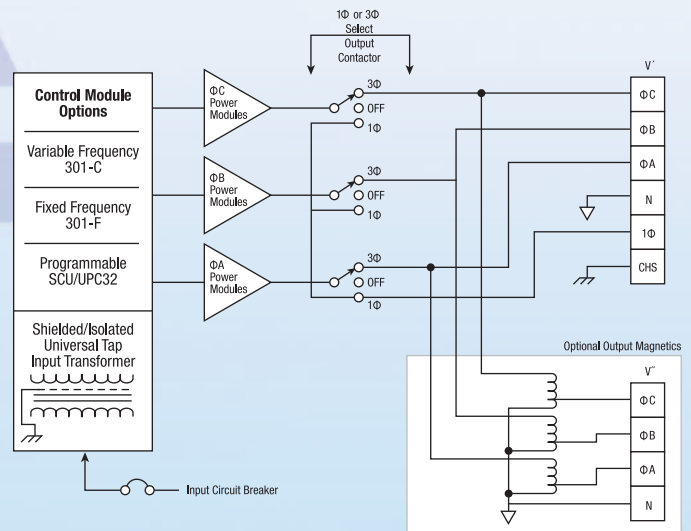 1Φ or 3Φ
Select
Output
Contactor
Control Module
Options
Variable Frequency
301-C
Fixed Frequency
301-F
Programmable
SCU/UPC32
Shielded/Isolated
Universal Tap
Input Transformer
Input Circuit Breaker
ΦC
Power
Modules
3Φ
OFF
1Φ
ΦB
Power
Modules
3Φ
OFF
1Φ
ΦA
Power
Modules
3Φ
OFF
1Φ
V´
ΦC
ΦB
ΦA
N
1Φ
CHS
Optional Output Magnetics
V˝
ΦC
ΦB
ΦA
N